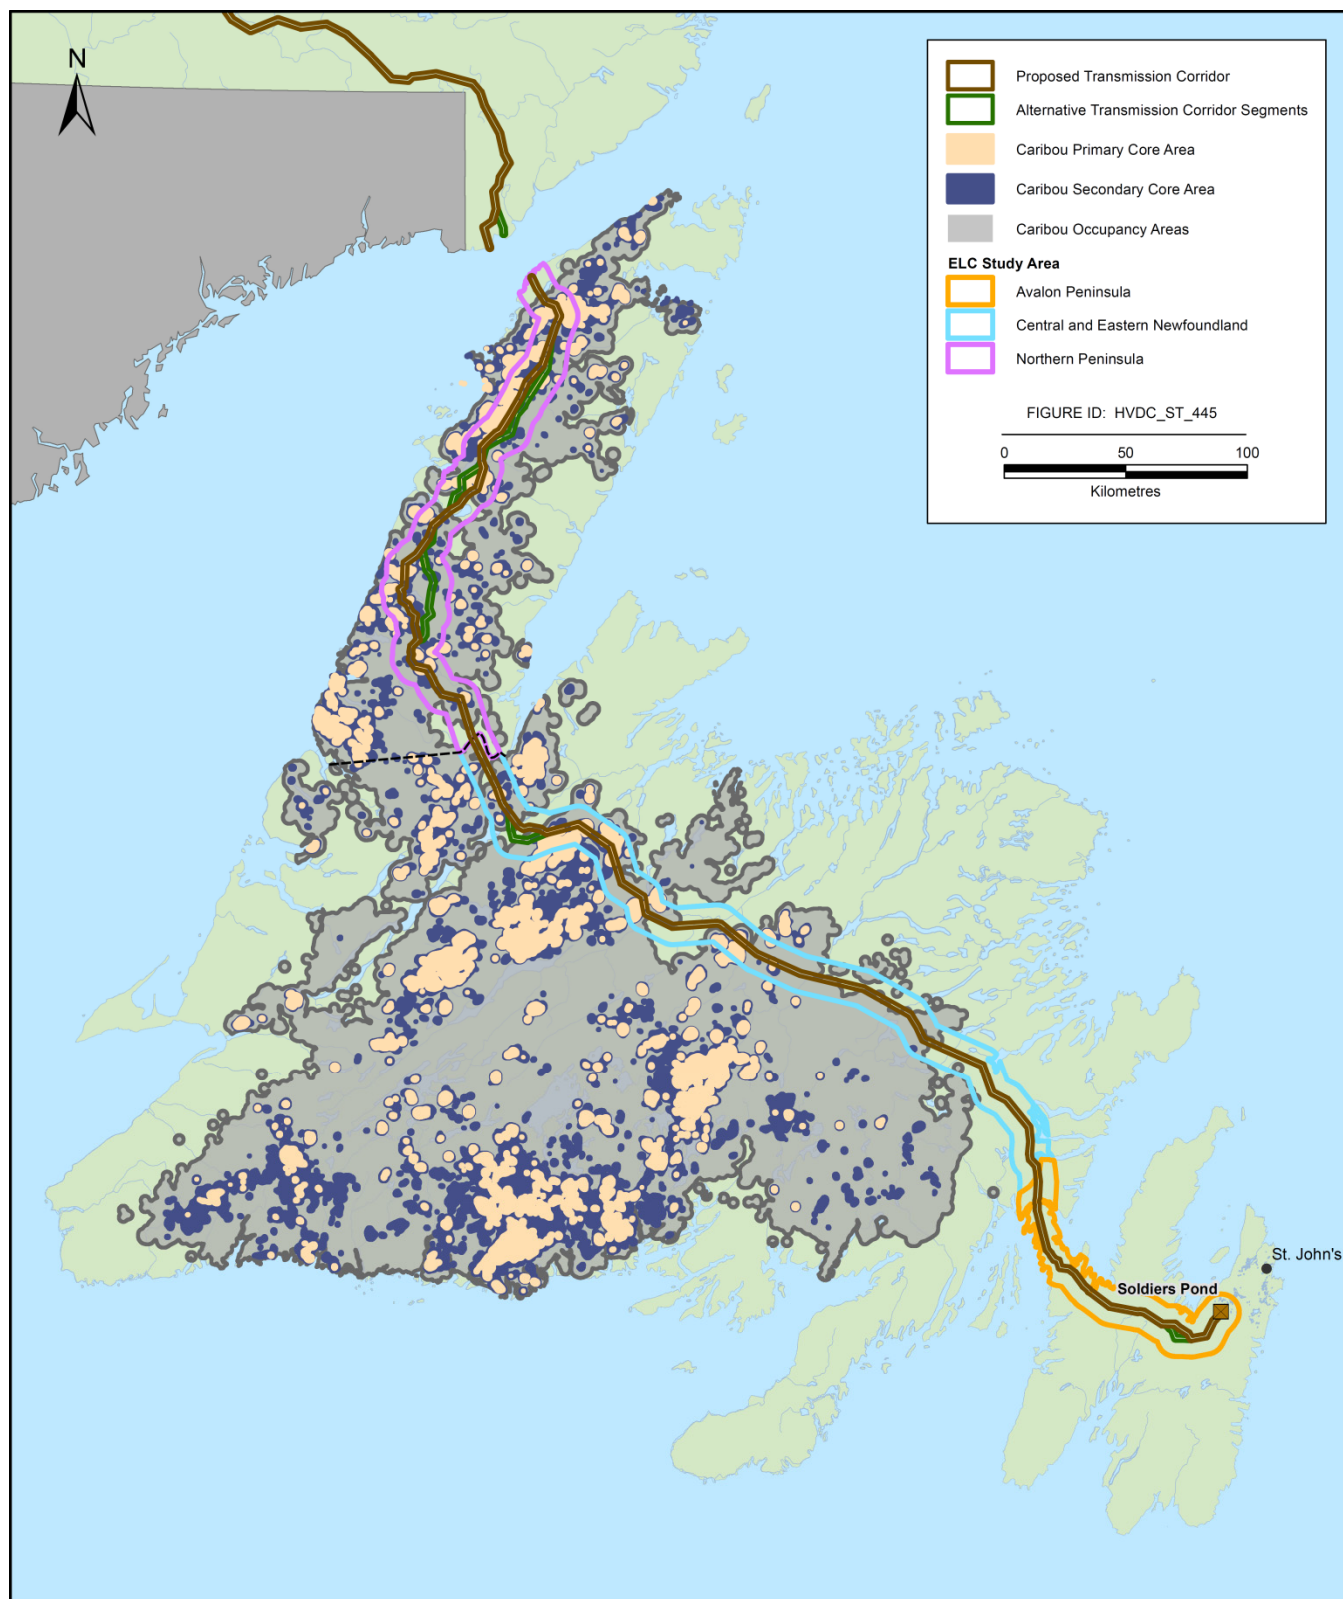 N
Proposed Transmission Corridor
Alternative Transmission Corridor Segments
Caribou Primary Core Area
Caribou Secondary Core Area
Caribou Occupancy Areas
ELC Study Area
Avalon Peninsula
Central and Eastern Newfoundland
Northern Peninsula
FIGURE ID: HVDC_ST_445
0 50 100
Kilometres
St. John's
Soldiers Pond